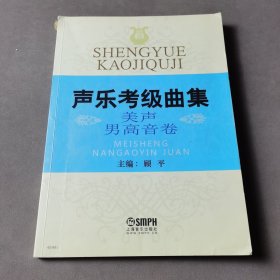 SHENGYUE
KAOJIQUJI
声乐考级曲集
美声
男高音卷
MEISHENG
NANGAOYIN JUAN
主编：顾 平
SMPH
上海音乐出版社